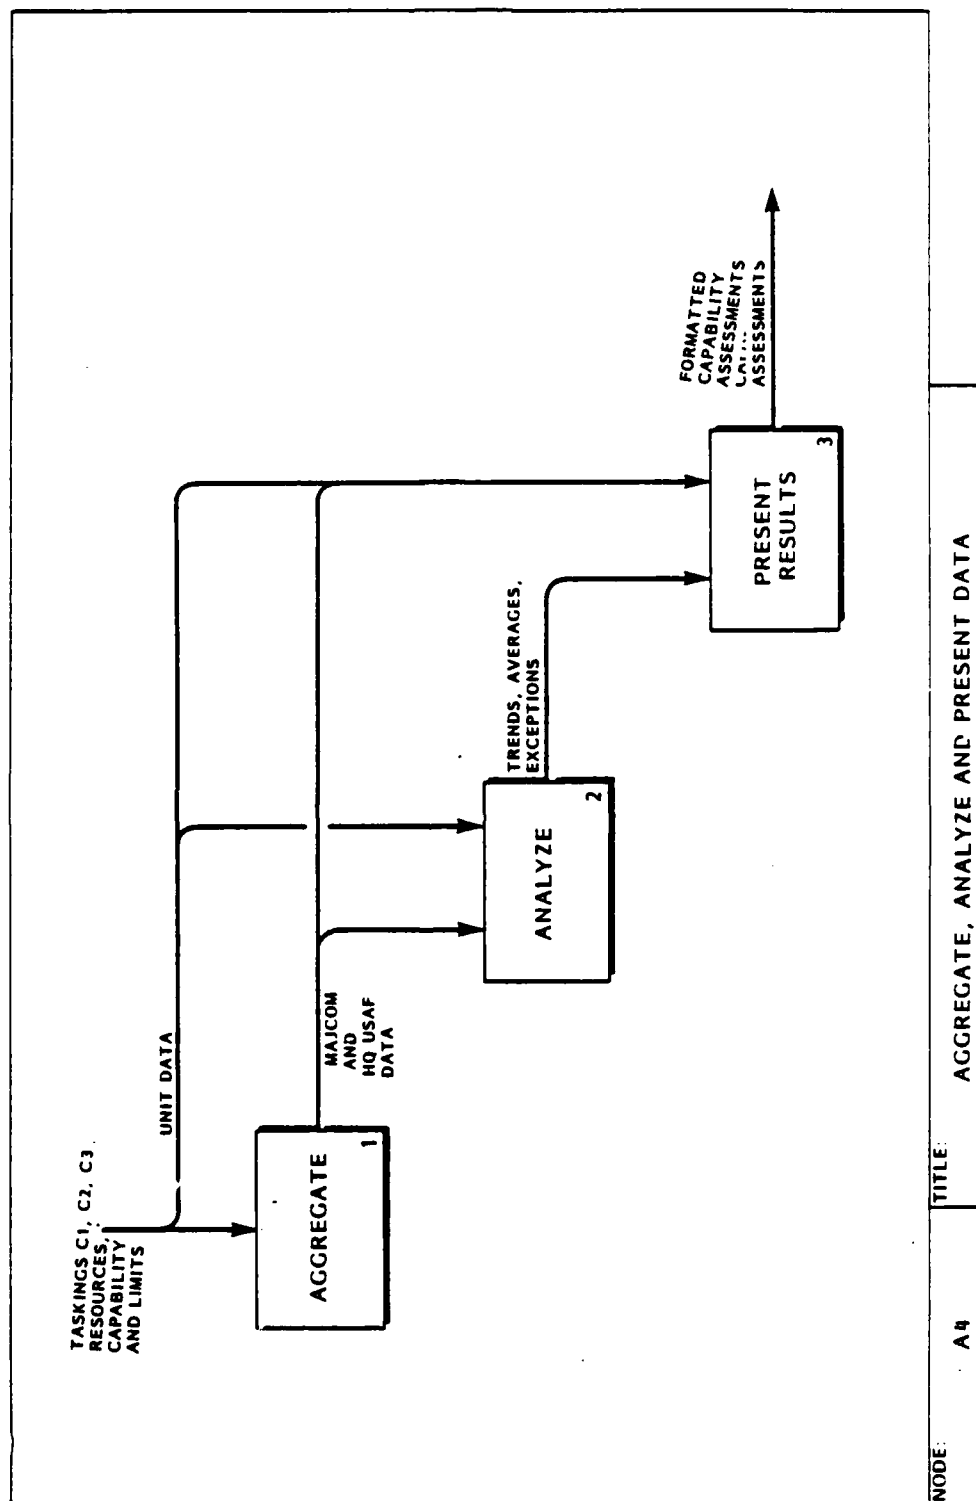 TASKINGS C1, C2, C3.
RESOURCES,
CAPABILITY
AND LIMITS
UNIT DATA
AGGREGATE
1
MAJCOM
AND
HQ USAF
DATA
ANALYZE
2
TRENDS, AVERAGES,
EXCEPTIONS
PRESENT
RESULTS
3
FORMATTED
CAPABILITY
ASSESSMENTS
ASSESSMENTS
NODE:
A4
TITLE:
AGGREGATE, ANALYZE AND PRESENT DATA